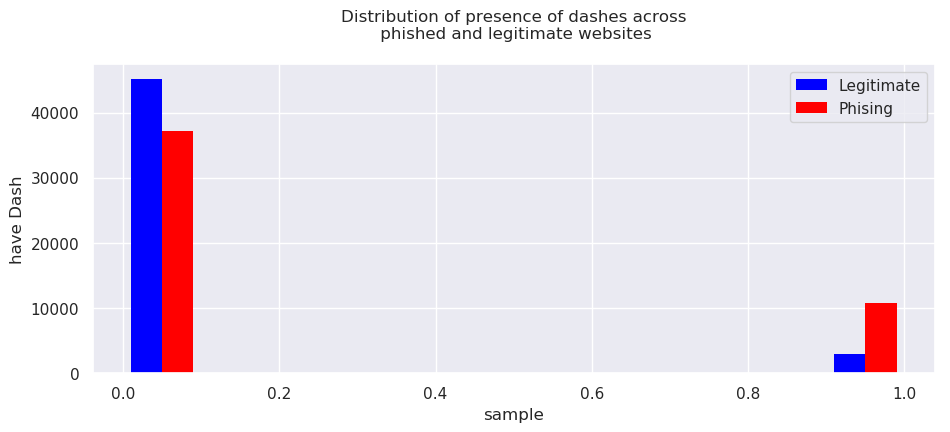 Distribution of presence of dashes across
phished and legitimate websites
Legitimate
Phising
have Dash
40000
30000
20000
10000
0
0.0 0.2 0.4 0.6 0.8 1.0
sample